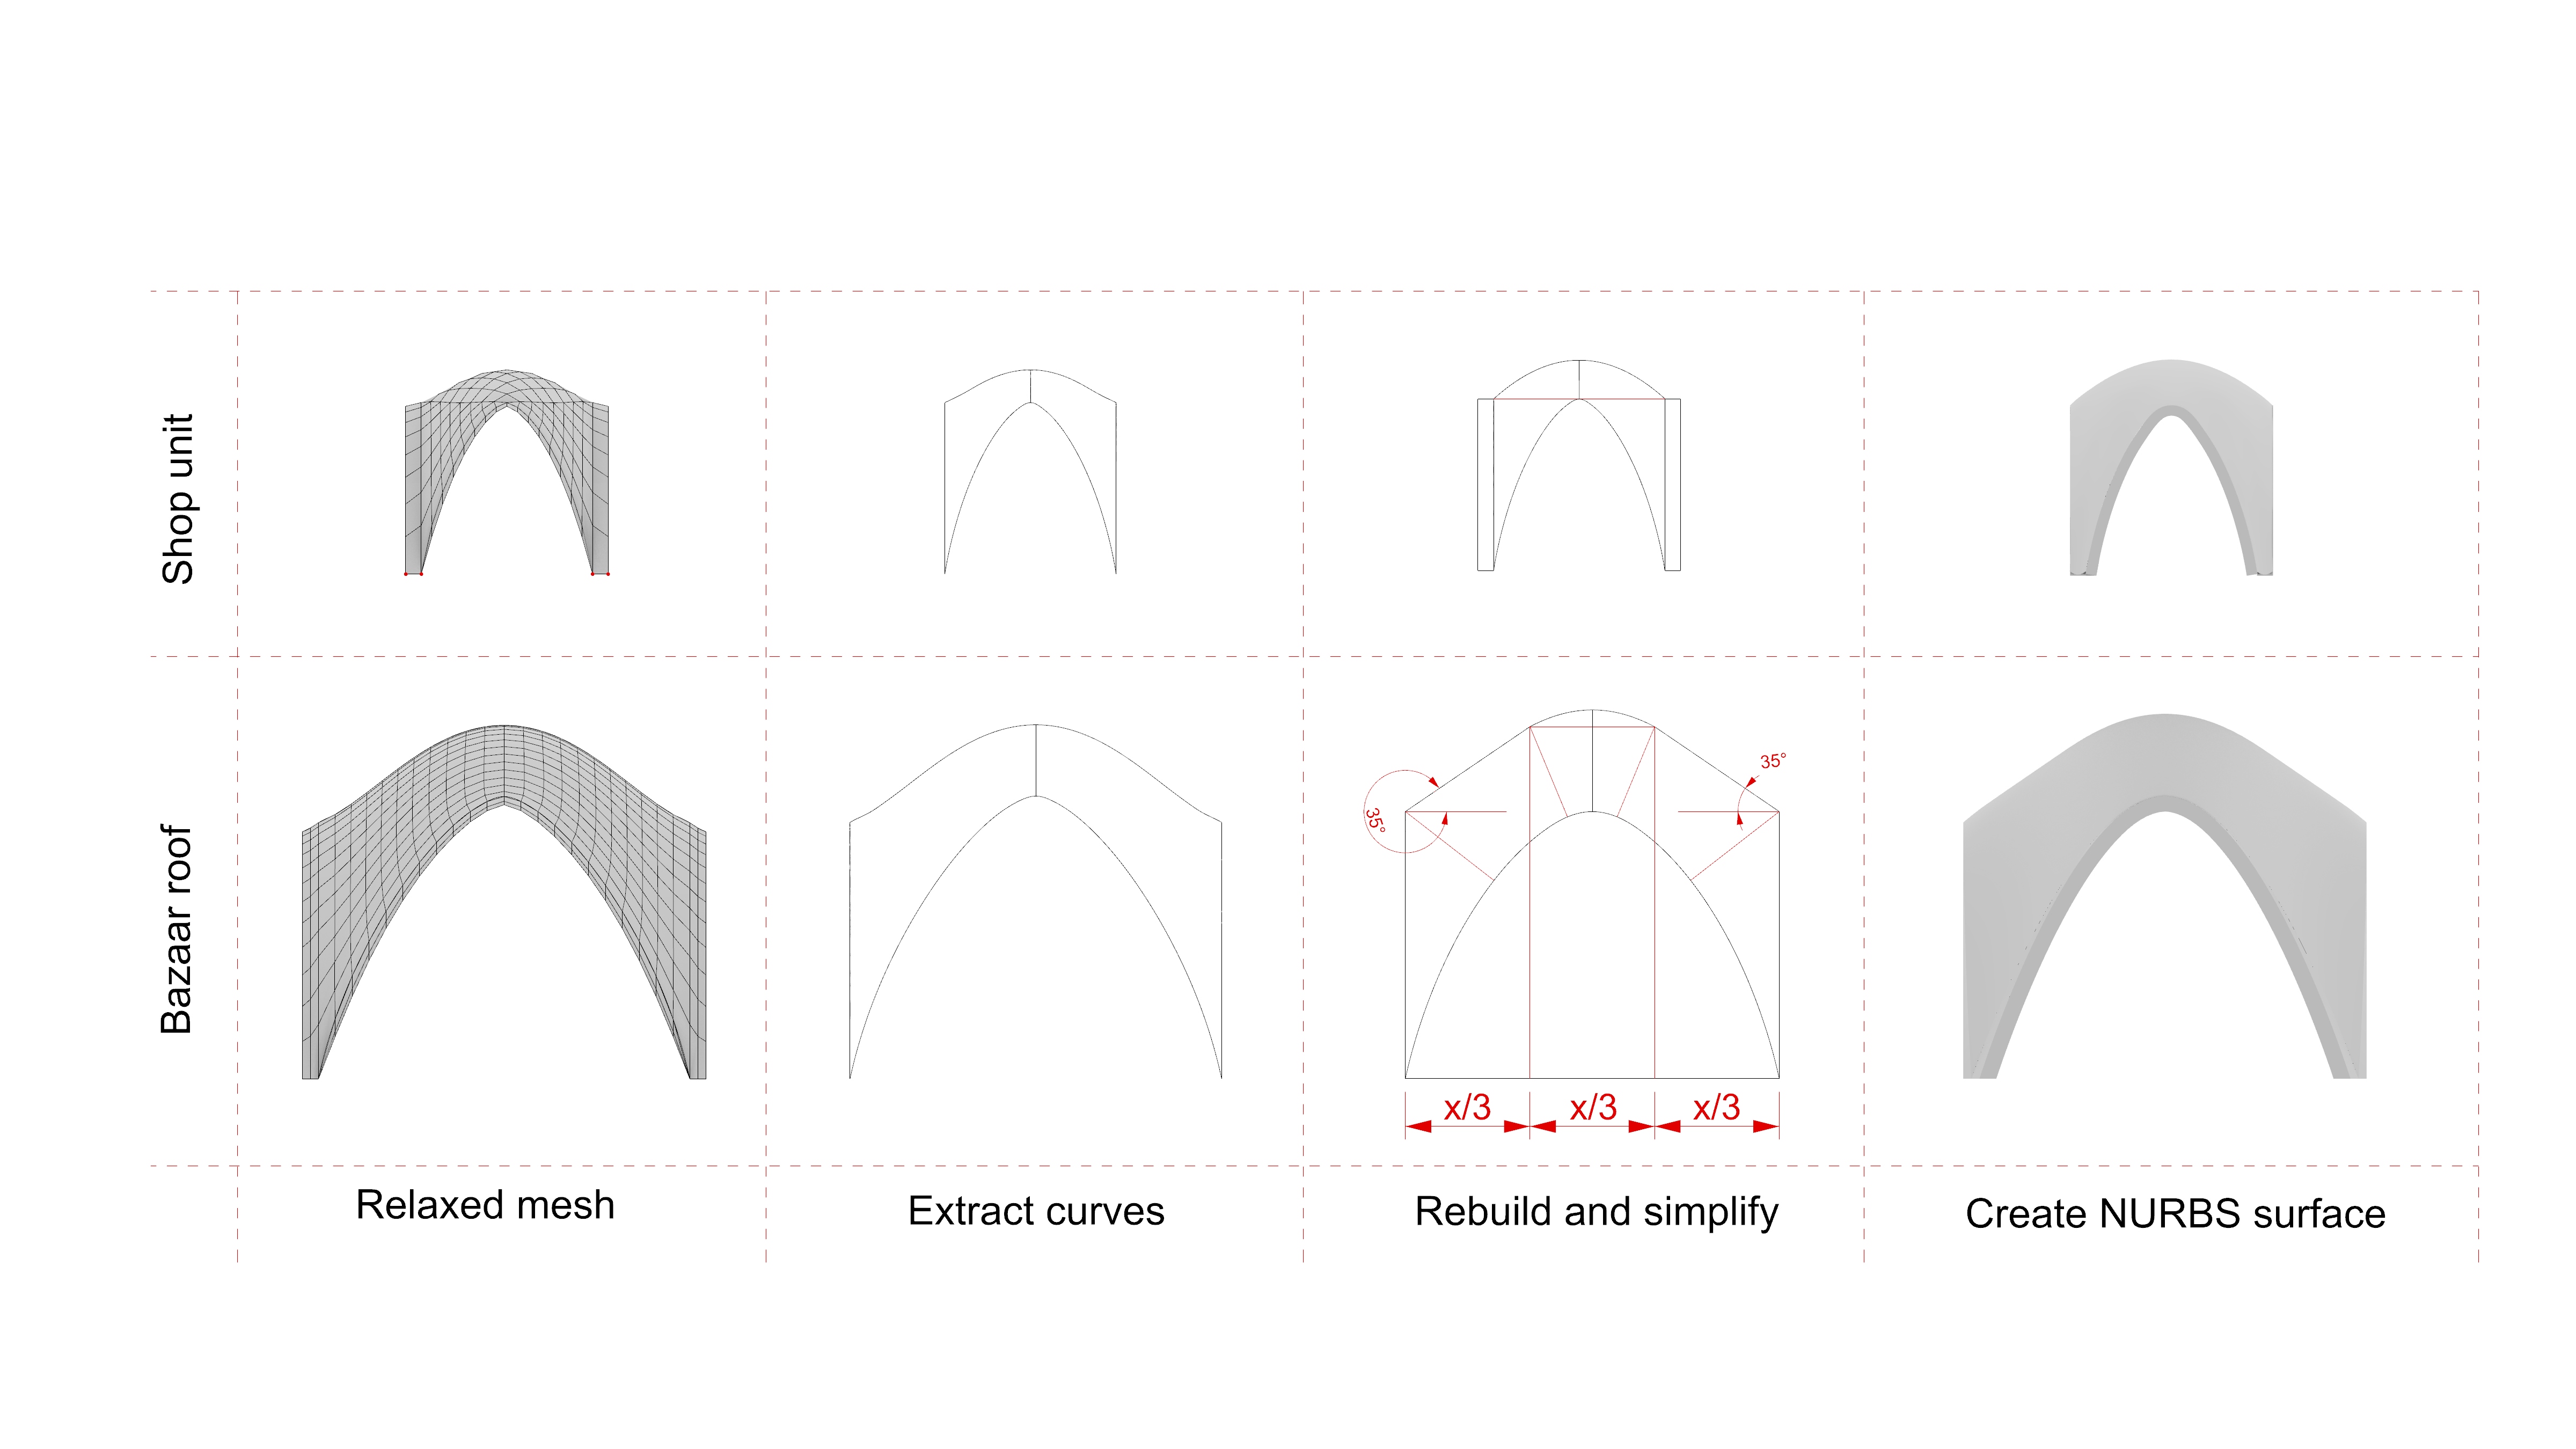 Shop unit
Bazaar roof
35°
35°
x/3 x/3 x/3
Relaxed mesh
Extract curves
Rebuild and simplify
Create NURBS surface